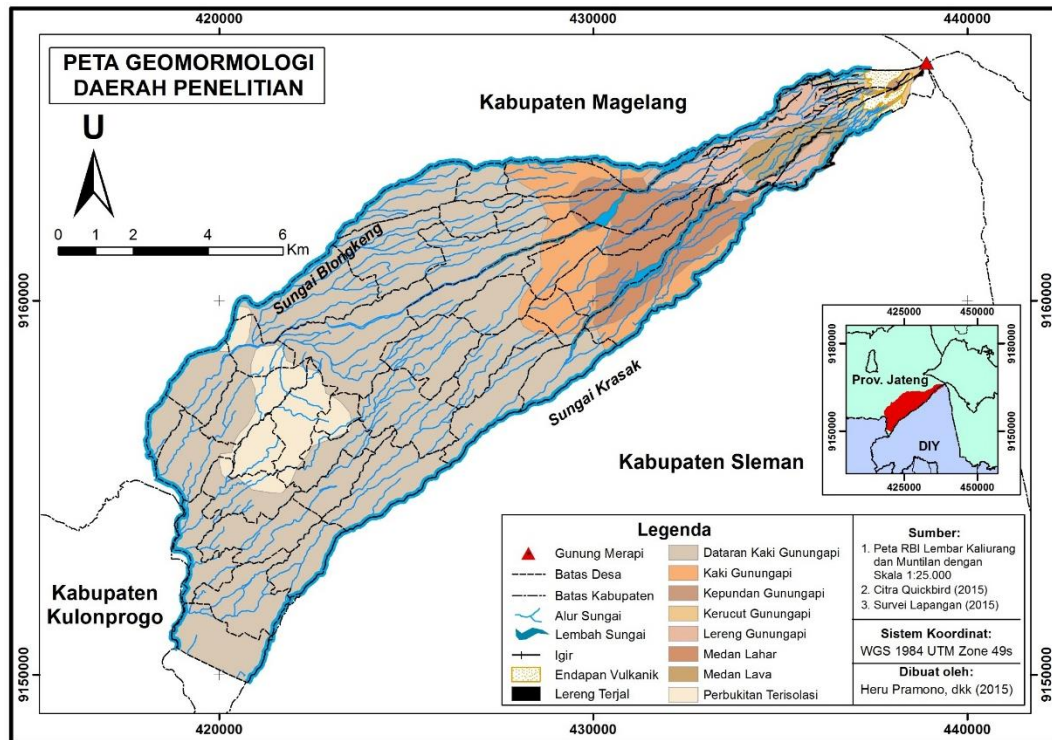 420000
430000
440000
PETA GEOMORMOLOGI
DAERAH PENELITIAN
U
0 1 2 4 6
Km
Kabupaten Magelang
Sungai Blongkeng
Sungai Krasak
Kabupaten Sleman
Kabupaten
Kulonprogo
9160000
9160000
9150000
9150000
425000 450000
9180000
9180000
Prov. Jateng
9150000
9150000
DIY
425000 450000
Legenda
Gunung Merapi
Batas Desa
Batas Kabupaten
Alur Sungai
Lembah Sungai
Igir
Endapan Vulkanik
Lereng Terjal
Dataran Kaki Gunungapi
Kaki Gunungapi
Kepundan Gunungapi
Kerucut Gunungapi
Lereng Gunungapi
Medan Lahar
Medan Lava
Perbukitan Terisolasi
Sumber:
1. Peta RBI Lembar Kaliurang
dan Muntilan dengan
Skala 1:25.000
2. Citra Quickbird (2015)
3. Survei Lapangan (2015)
Sistem Koordinat:
WGS 1984 UTM Zone 49s
Dibuat oleh:
Heru Pramono, dkk (2015)
420000
430000
440000